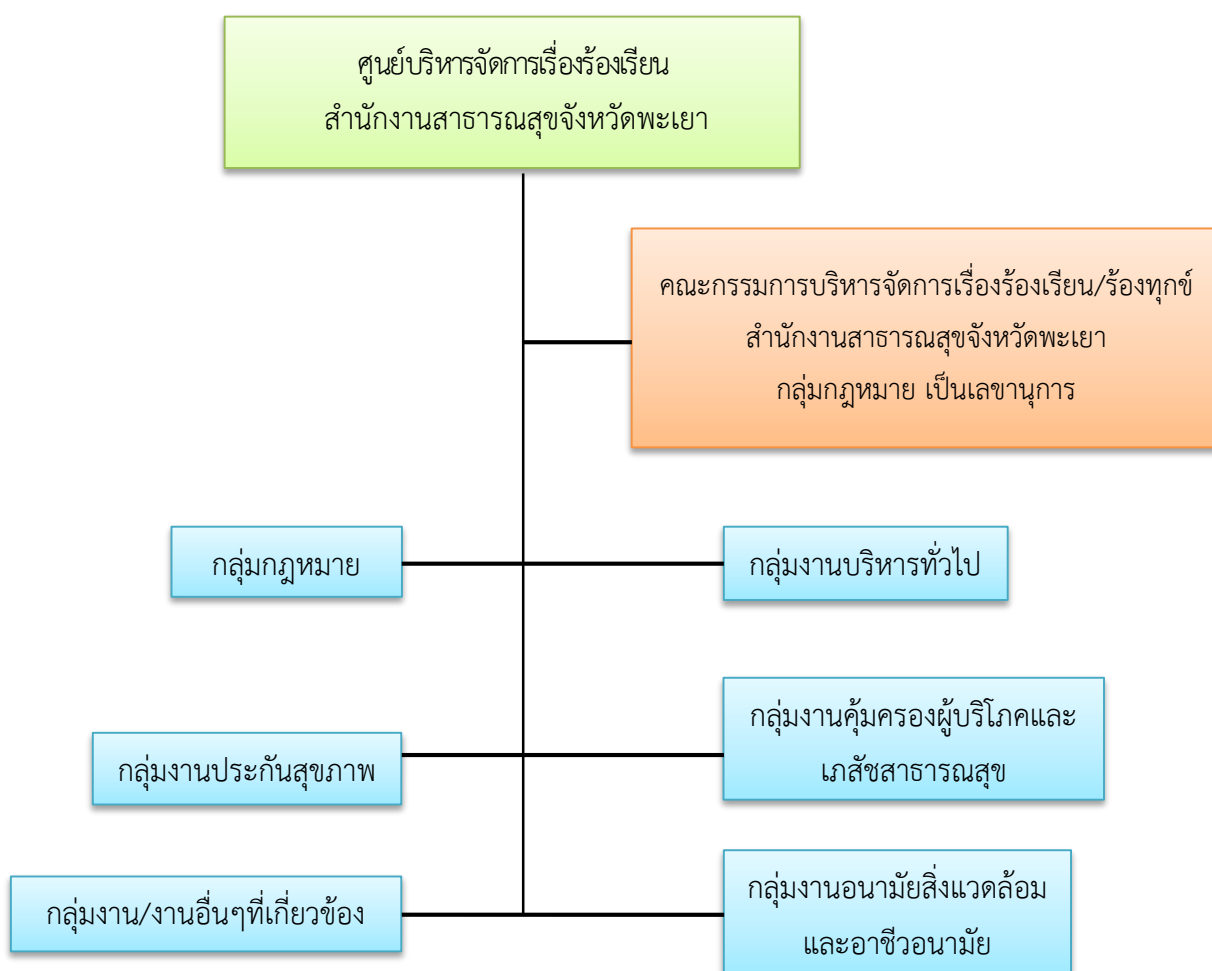 ศูนย์บริหารจัดการเรื่องร้องเรียน
สำนักงานสาธารณสุขจังหวัดพะเยา
คณะกรรมการบริหารจัดการเรื่องร้องเรียน/ร้องทุกข์
สำนักงานสาธารณสุขจังหวัดพะเยา
กลุ่มกฎหมาย เป็นเลขานุการ
กลุ่มกฎหมาย
กลุ่มงานบริหารทั่วไป
กลุ่มงานประกันสุขภาพ
กลุ่มงานคุ้มครองผู้บริโภคและ
เภสัชสาธารณสุข
กลุ่มงาน/งานอื่นๆที่เกี่ยวข้อง
กลุ่มงานอนามัยสิ่งแวดล้อม
และอาชีวอนามัย